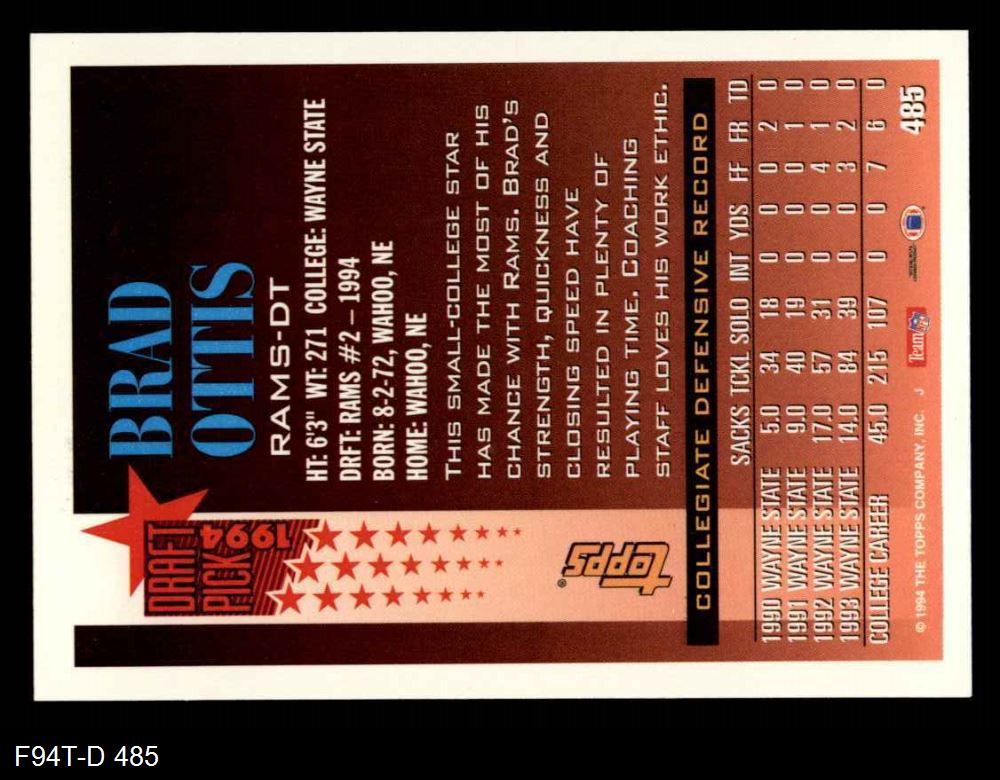 BRAD
OTTIS
RAMS-DT
HT: 6'3" WT: 271 COLLEGE: WAYNE STATE
DRFT: RAMS #2 – 1994
BORN: 8-2-72, WAHOO, NE
HOME: WAHOO, NE
THIS SMALL-COLLEGE STAR
HAS MADE THE MOST OF HIS
CHANCE WITH RAMS. BRAD'S
STRENGTH, QUICKNESS AND
CLOSING SPEED HAVE
RESULTED IN PLENTY OF
PLAYING TIME. COACHING
STAFF LOVES HIS WORK ETHIC.
DRAFT
PICK
1994
TOPPS®
COLLEGIATE DEFENSIVE RECORD
SACKS TCKL SOLO INT YDS FF FR TD
1990 WAYNE STATE 5.0 34 18 0 0 0 2 0
1991 WAYNE STATE 9.0 40 19 0 0 0 1 0
1992 WAYNE STATE 17.0 57 31 0 0 4 1 0
1993 WAYNE STATE 14.0 84 39 0 0 3 2 0
COLLEGE CAREER 45.0 215 107 0 0 7 6 0
© 1994 THE TOPPS COMPANY, INC. J Team NFL 485
F94T-D 485